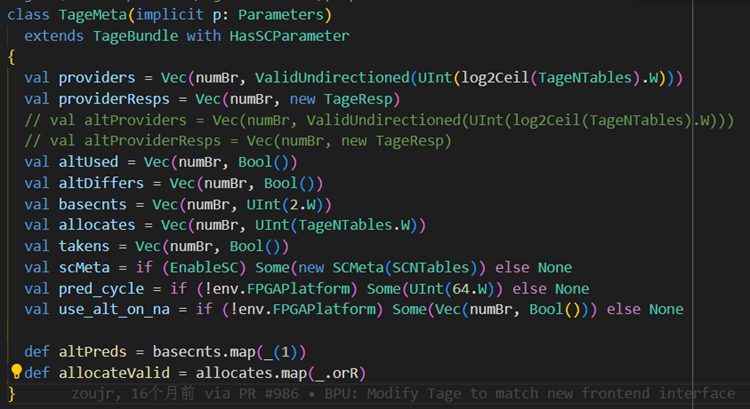 class TageMeta(implicit p: Parameters)
  extends TageBundle with HasSCParameter
{
  val providers = Vec(numBr, ValidUndirectioned(UInt(log2Ceil(TageNTables).W)))
  val providerResps = Vec(numBr, new TageResp)
  // val altProviders = Vec(numBr, ValidUndirectioned(UInt(log2Ceil(TageNTables).W)))
  // val altProviderResps = Vec(numBr, new TageResp)
  val altUsed = Vec(numBr, Bool())
  val altDiffers = Vec(numBr, Bool())
  val basecnts = Vec(numBr, UInt(2.W))
  val allocates = Vec(numBr, UInt(TageNTables.W))
  val takens = Vec(numBr, Bool())
  val scMeta = if (EnableSC) Some(new SCMeta(SCNTables)) else None
  val pred_cycle = if (!env.FPGAPlatform) Some(UInt(64.W)) else None
  val use_alt_on_na = if (!env.FPGAPlatform) Some(Vec(numBr, Bool())) else None
  def altPreds = basecnts.map(_(1))
  def allocateValid = allocates.map(_.orR)
}     zoujr, 16个月前 via PR #986 • BPU: Modify Tage to match new frontend interface